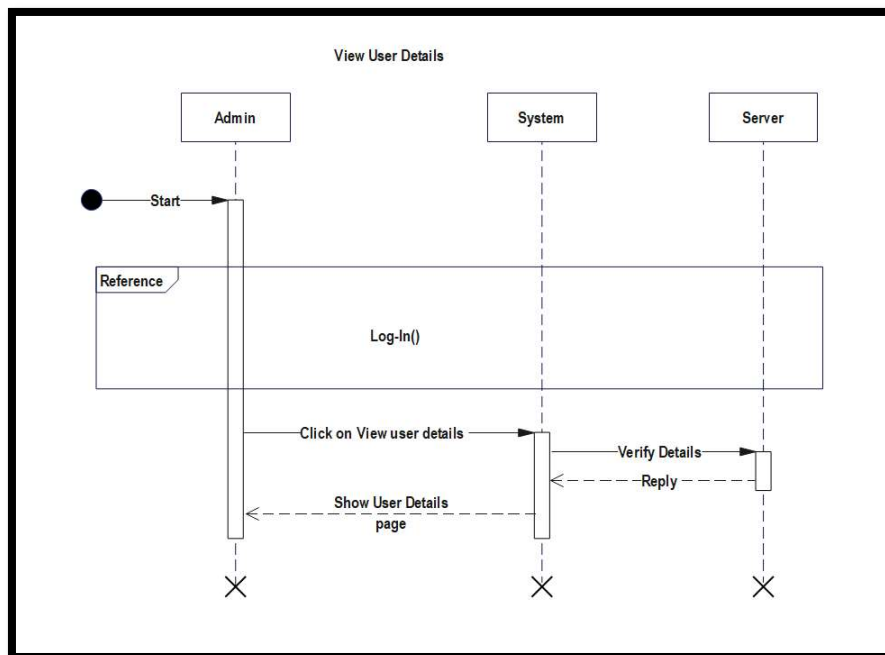 View User Details
Admin
System
Server
Start
Reference
Log-In()
Click on View user details
Verify Details
Reply
Show User Details
page